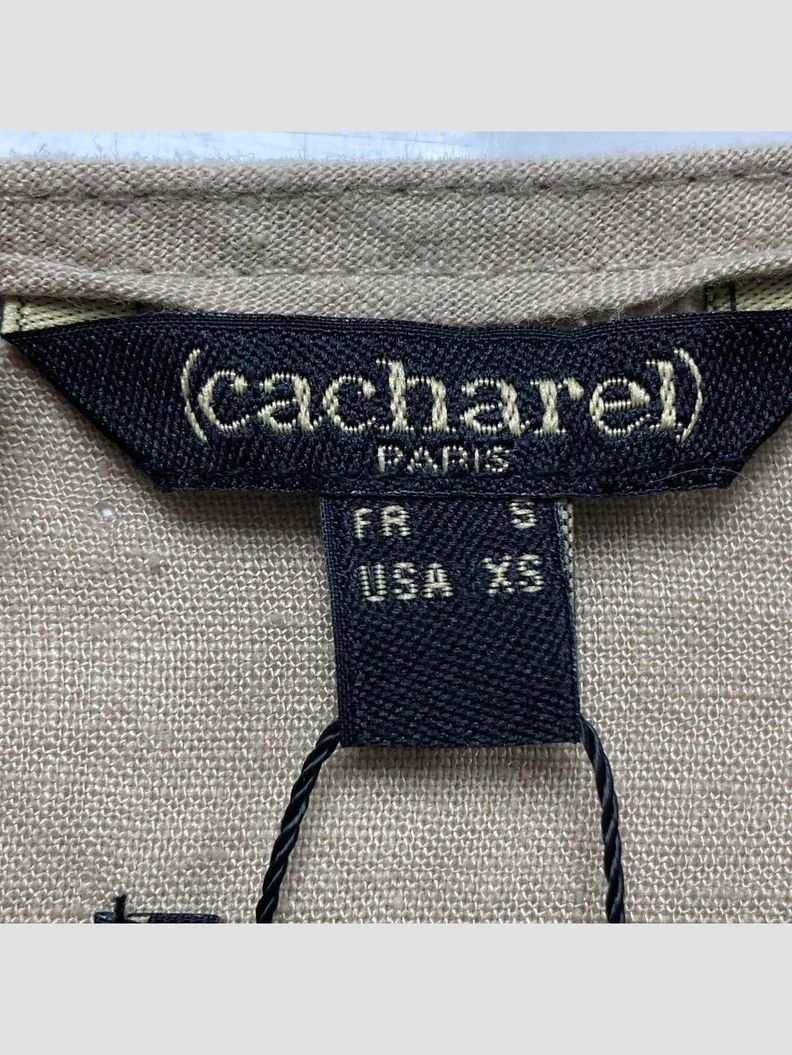 (cacharel)
PARIS
FR S
USA XS